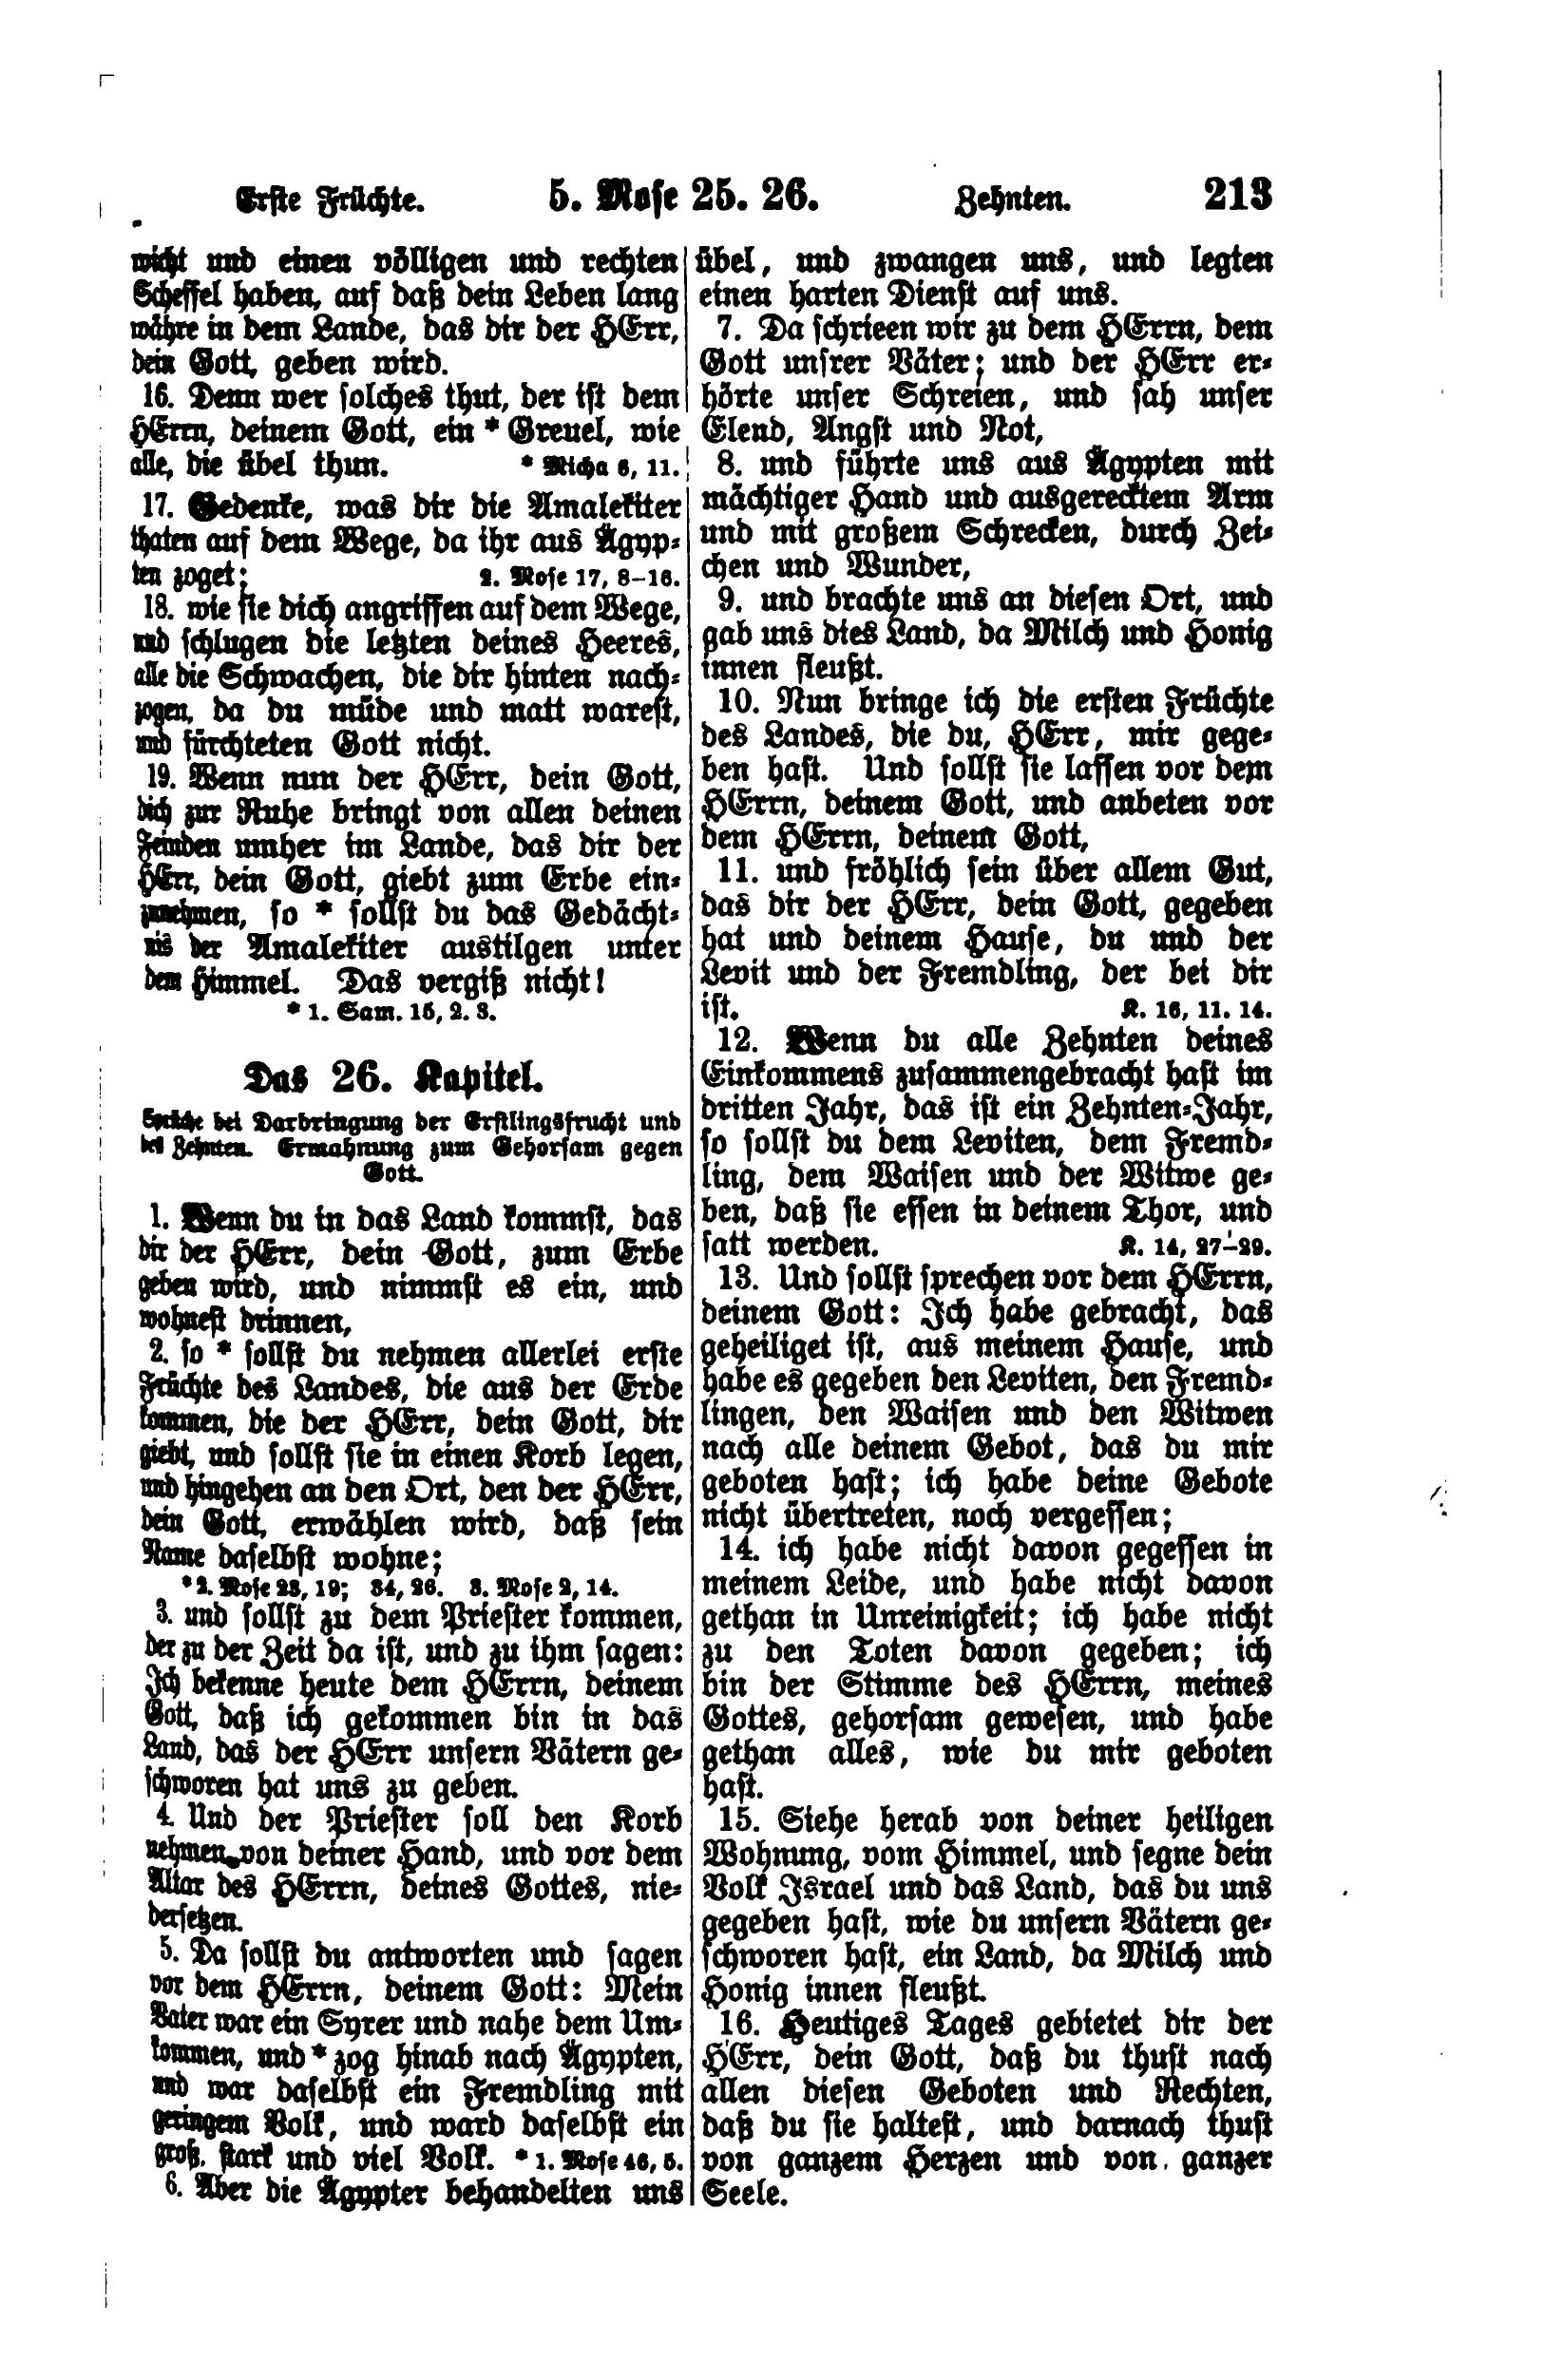 Erste Früchte. 5. Mose 25. 26. Zehnten. 213
wicht und einen völligen und rechten
Scheffel haben, auf daß dein Leben lang
währe in dem Lande, das dir der HErr,
dein Gott, geben wird.
16. Denn wer solches thut, der ist dem
HErrn, deinem Gott, ein * Greuel, wie
alle, die übel thun. * Micha 6, 11.
17. Gedenke, was dir die Amalekiter
thaten auf dem Wege, da ihr aus Ägyp-
ten zoget; 2. Mose 17, 8–16.
18. wie sie dich angriffen auf dem Wege,
und schlugen die letzten deines Heeres,
alle die Schwachen, die dir hinten nach-
zogen, da du müde und matt warest,
und fürchteten Gott nicht.
19. Wenn nun der HErr, dein Gott,
dich zur Ruhe bringt von allen deinen
Feinden umher im Lande, das dir der
HErr, dein Gott, giebt zum Erbe ein-
zunehmen, so * sollst du das Gedächt-
nis der Amalekiter austilgen unter
dem Himmel. Das vergiß nicht!
* 1. Sam. 15, 2. 3.
Das 26. Kapitel.
Sprüche bei Darbringung der Erstlingsfrucht und
des Zehnten. Ermahnung zum Gehorsam gegen
Gott.
1. Wenn du in das Land kommst, das
dir der HErr, dein Gott, zum Erbe
geben wird, und nimmst es ein, und
wohnest drinnen,
2. so * sollst du nehmen allerlei erste
Früchte des Landes, die aus der Erde
kommen, die der HErr, dein Gott, dir
giebt, und sollst sie in einen Korb legen,
und hingehen an den Ort, den der HErr,
dein Gott, erwählen wird, daß sein
Name daselbst wohne;
* 2. Mose 23, 19; 34, 26. 3. Mose 2, 14.
3. und sollst zu dem Priester kommen,
der zu der Zeit da ist, und zu ihm sagen:
Ich bekenne heute dem HErrn, deinem
Gott, daß ich gekommen bin in das
Land, das der HErr unsern Vätern ge-
schworen hat uns zu geben.
4. Und der Priester soll den Korb
nehmen von deiner Hand, und vor dem
Altar des HErrn, deines Gottes, nie-
dersetzen.
5. Da sollst du antworten und sagen
vor dem HErrn, deinem Gott: Mein
Vater war ein Syrer und nahe dem Um-
kommen, und * zog hinab nach Ägypten,
und war daselbst ein Fremdling mit
geringem Volk, und ward daselbst ein
groß, stark und viel Volk. * 1. Mose 46, 5.
6. Aber die Ägypter behandelten uns
übel, und zwangen uns, und legten
einen harten Dienst auf uns.
7. Da schrieen wir zu dem HErrn, dem
Gott unsrer Väter; und der HErr er-
hörte unser Schreien, und sah unser
Elend, Angst und Not,
8. und führte uns aus Ägypten mit
mächtiger Hand und ausgerecktem Arm
und mit großem Schrecken, durch Zei-
chen und Wunder,
9. und brachte uns an diesen Ort, und
gab uns dies Land, da Milch und Honig
innen fleußt.
10. Nun bringe ich die ersten Früchte
des Landes, die du, HErr, mir gege-
ben hast. Und sollst sie lassen vor dem
HErrn, deinem Gott, und anbeten vor
dem HErrn, deinem Gott,
11. und fröhlich sein über allem Gut,
das dir der HErr, dein Gott, gegeben
hat und deinem Hause, du und der
Levit und der Fremdling, der bei dir
ist. K. 16, 11. 14.
12. Wenn du alle Zehnten deines
Einkommens zusammengebracht hast im
dritten Jahr, das ist ein Zehnten-Jahr,
so sollst du dem Leviten, dem Fremd-
ling, dem Waisen und der Witwe ge-
ben, daß sie essen in deinem Thor, und
satt werden. K. 14, 27–29.
13. Und sollst sprechen vor dem HErrn,
deinem Gott: Ich habe gebracht, das
geheiliget ist, aus meinem Hause, und
habe es gegeben den Leviten, den Fremd-
lingen, den Waisen und den Witwen
nach alle deinem Gebot, das du mir
geboten hast; ich habe deine Gebote
nicht übertreten, noch vergessen;
14. ich habe nicht davon gegessen in
meinem Leide, und habe nicht davon
gethan in Unreinigkeit; ich habe nicht
zu den Toten davon gegeben; ich
bin der Stimme des HErrn, meines
Gottes, gehorsam gewesen, und habe
gethan alles, wie du mir geboten
hast.
15. Siehe herab von deiner heiligen
Wohnung, vom Himmel, und segne dein
Volk Israel und das Land, das du uns
gegeben hast, wie du unsern Vätern ge-
schworen hast, ein Land, da Milch und
Honig innen fleußt.
16. Heutiges Tages gebietet dir der
HErr, dein Gott, daß du thust nach
allen diesen Geboten und Rechten,
daß du sie haltest, und darnach thust
von ganzem Herzen und von ganzer
Seele.